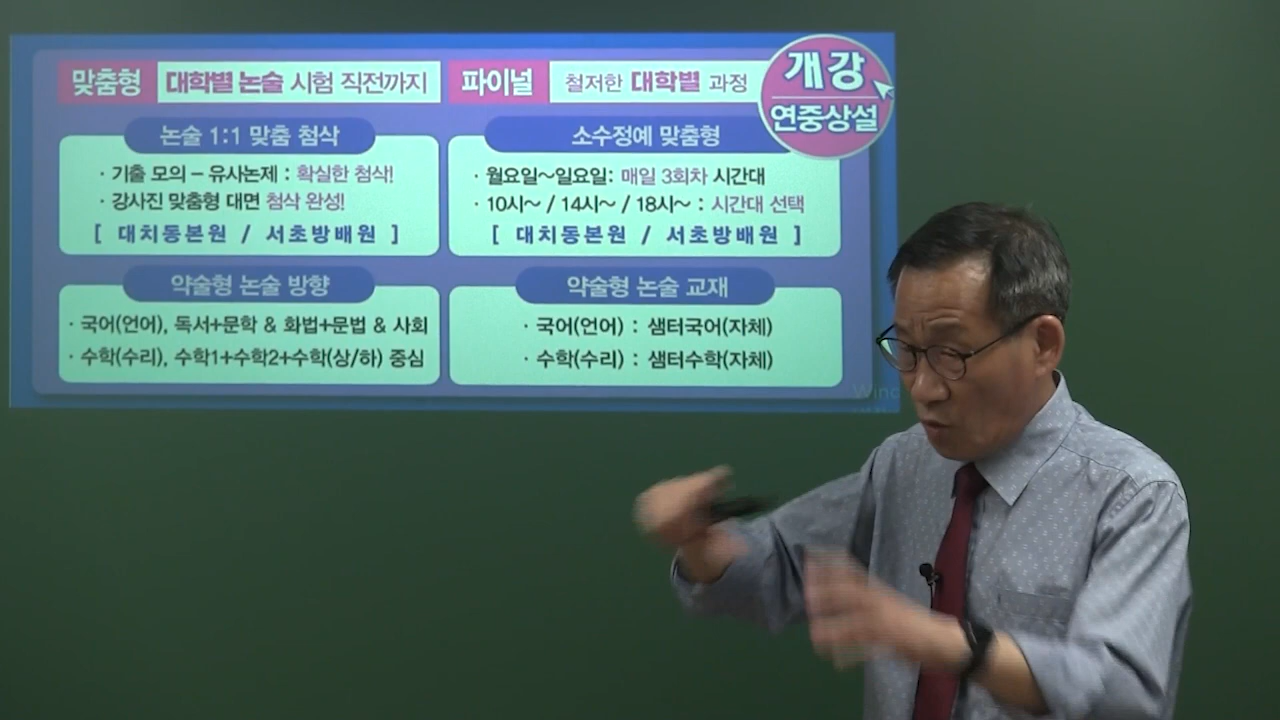 맞춤형 대학별 논술 시험 직전까지
파이널 철저한 대학별 과정
개강
연중상설
논술 1:1 맞춤 첨삭
· 기출 모의 – 유사논제 : 확실한 첨삭!
· 강사진 맞춤형 대면 첨삭 완성!
[ 대치동본원 / 서초방배원 ]
소수정예 맞춤형
· 월요일~일요일: 매일 3회차 시간대
· 10시~ / 14시~ / 18시~ : 시간대 선택
[ 대치동본원 / 서초방배원 ]
약술형 논술 방향
· 국어(언어), 독서+문학 & 화법+문법 & 사회
· 수학(수리), 수학1+수학2+수학(상/하) 중심
약술형 논술 교재
· 국어(언어) : 샘터국어(자체)
· 수학(수리) : 샘터수학(자체)